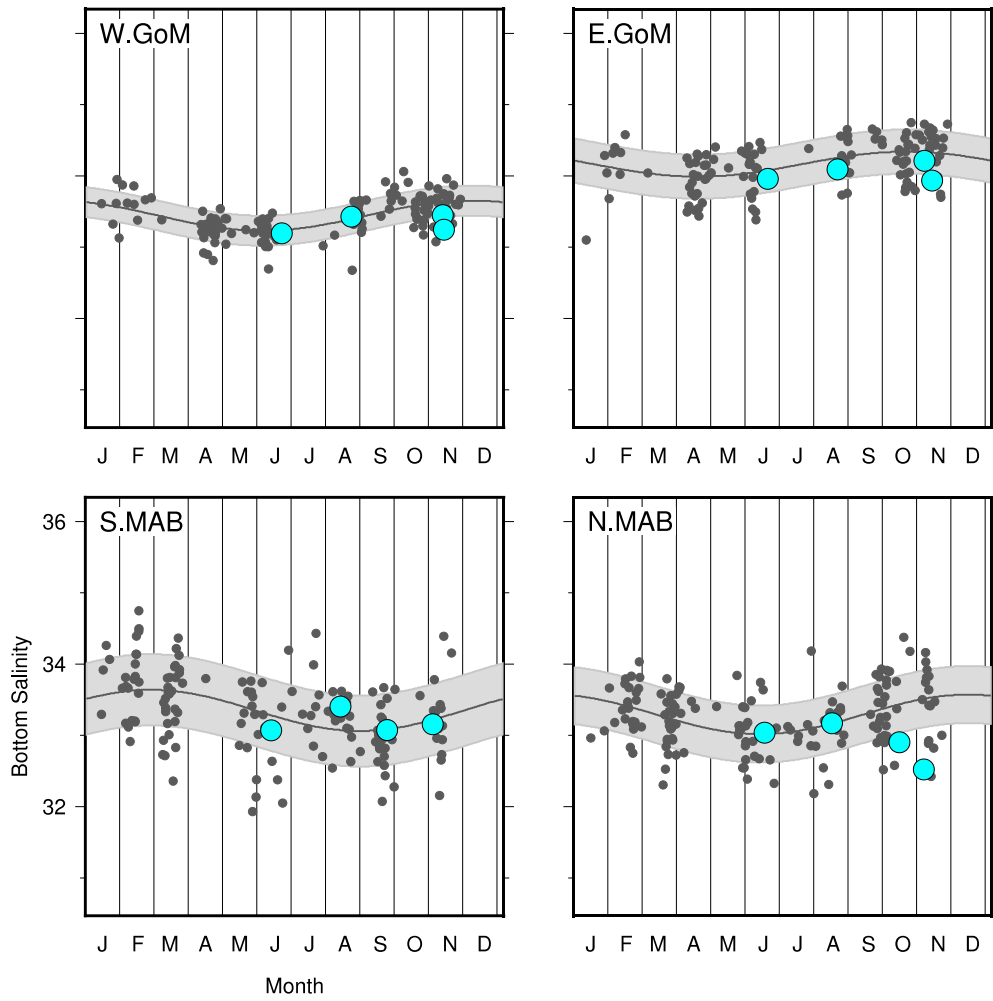 W.GoM
E.GoM
J F M A M J J A S O N D
J F M A M J J A S O N D
S.MAB
N.MAB
36
34
32
Bottom Salinity
J F M A M J J A S O N D
J F M A M J J A S O N D
Month